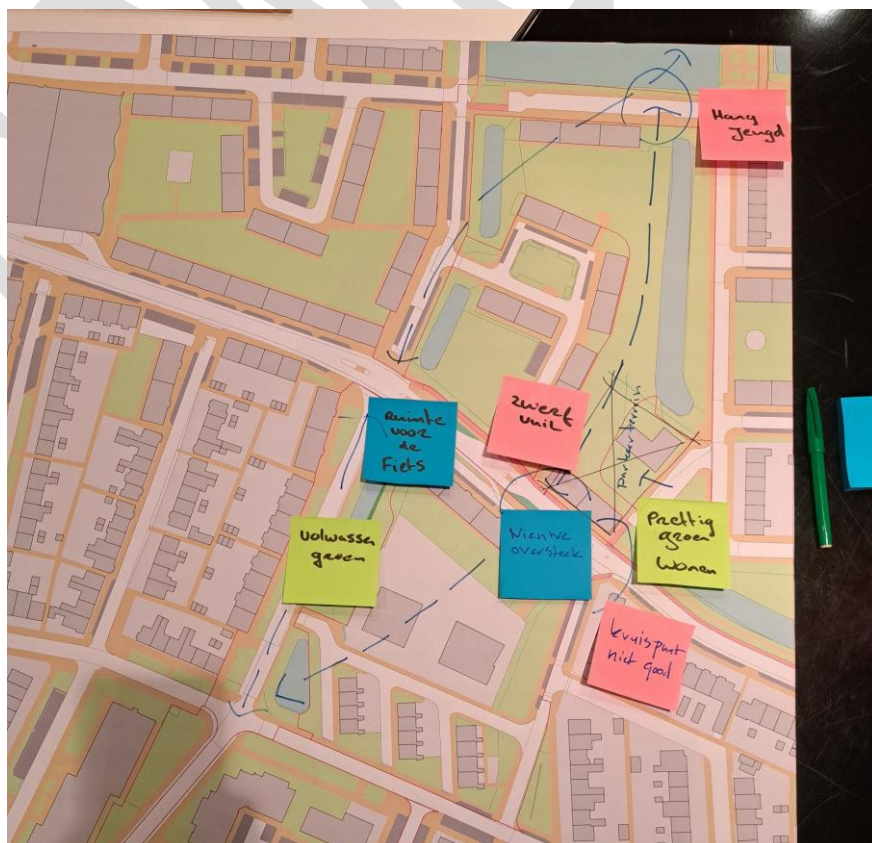 Hang
Jeugd
Ruimte
voor
de
Fiets
zwerf
vuil
parkeerterrein
Volwassen
groen
Nieuwe
oversteek
Prettig
groen
wonen
kruispunt
niet goed